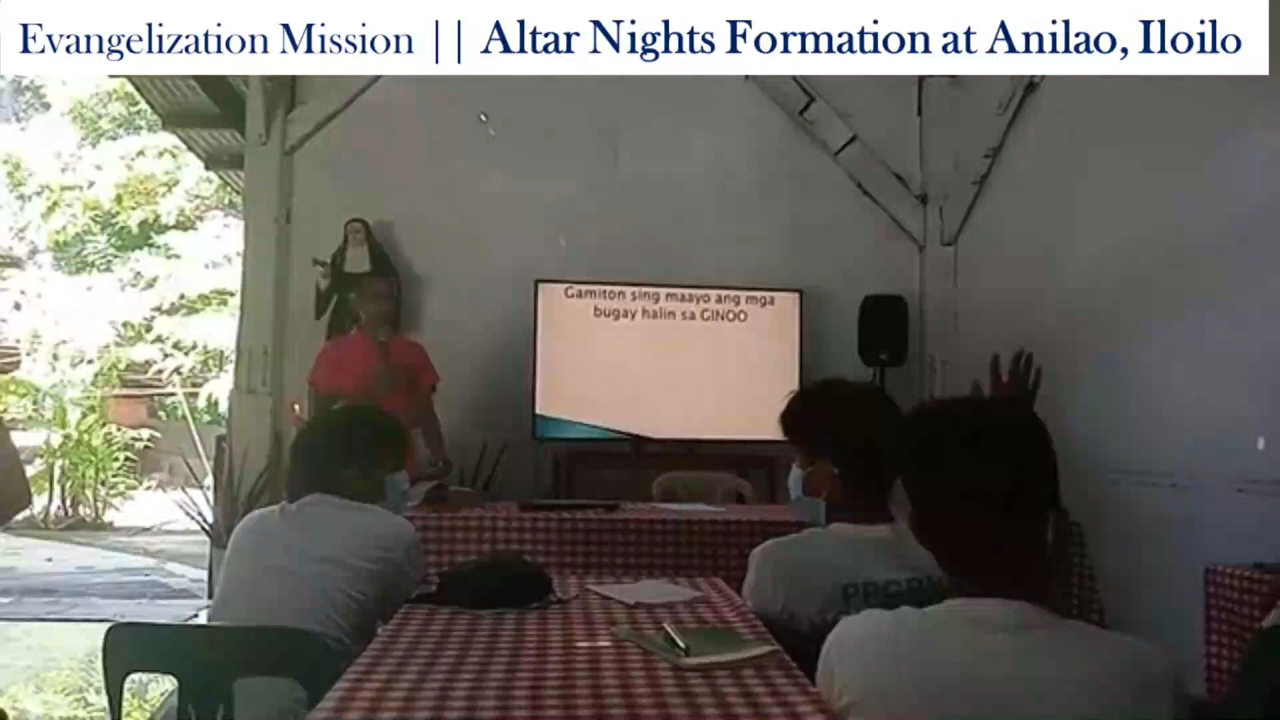 Evangelization Mission || Altar Nights Formation at Anilao, Iloilo
Gamiton sing maayo ang mga
bugay halin sa GINOO